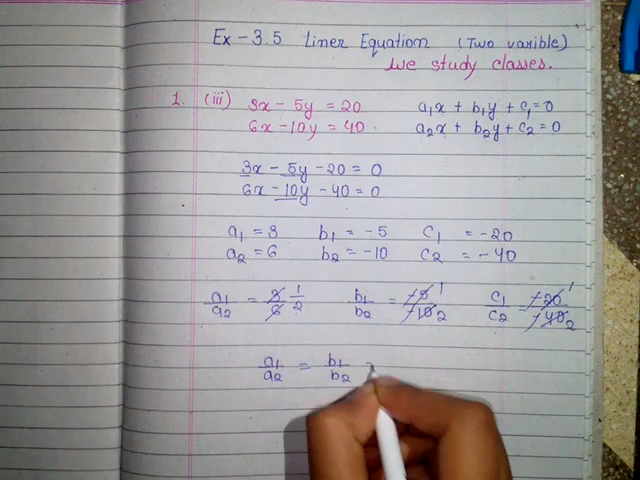 Ex - 3.5 Liner Equation (Two varible)
We study classes.
1. (iii) 3x - 5y = 20 a₁x + b₁y + c₁ = 0
6x - 10y = 40 a₂x + b₂y + c₂ = 0
3x - 5y - 20 = 0
6x - 10y - 40 = 0
a₁ = 3 b₁ = -5 c₁ = -20
a₂ = 6 b₂ = -10 c₂ = -40
a₁/a₂ = 3/6 1/2 b₁/b₂ = -5/-10 1/2 c₁/c₂ = -20/-40 1/2
a₁/a₂ = b₁/b₂